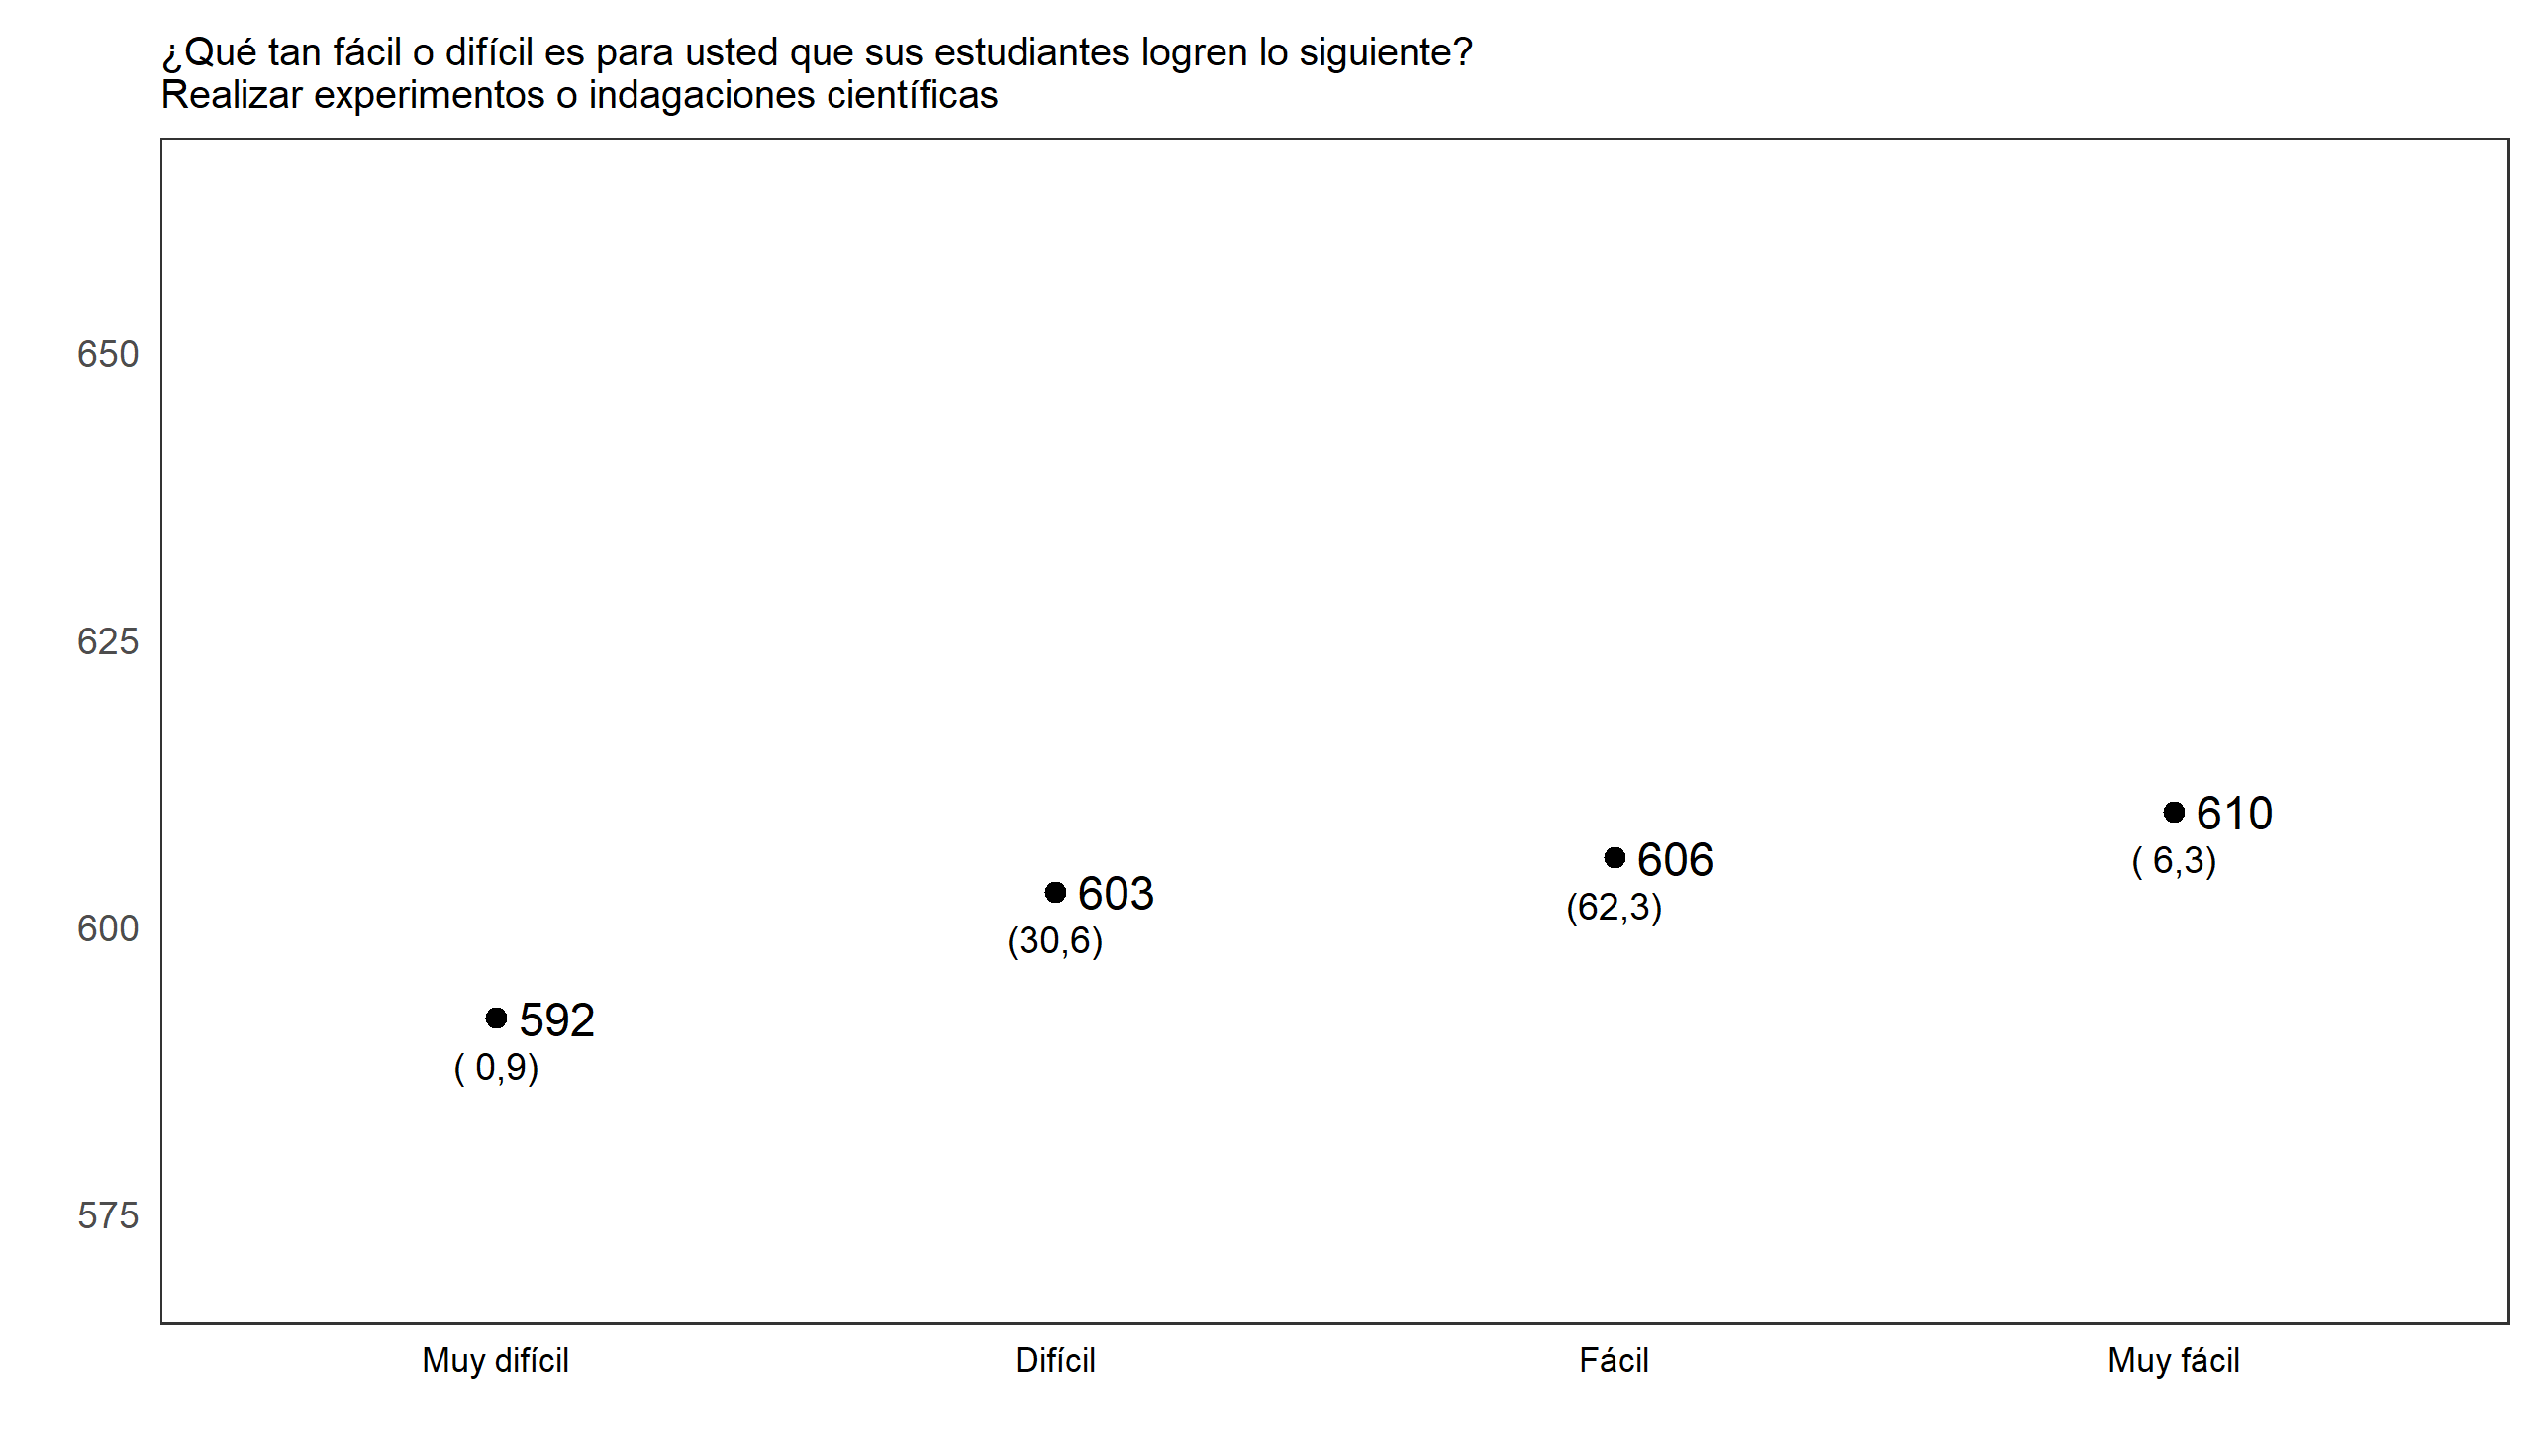 ¿Qué tan fácil o difícil es para usted que sus estudiantes logren lo siguiente?
Realizar experimentos o indagaciones científicas
650
625
600
575
592
( 0,9)
603
(30,6)
606
(62,3)
610
( 6,3)
Muy difícil
Difícil
Fácil
Muy fácil